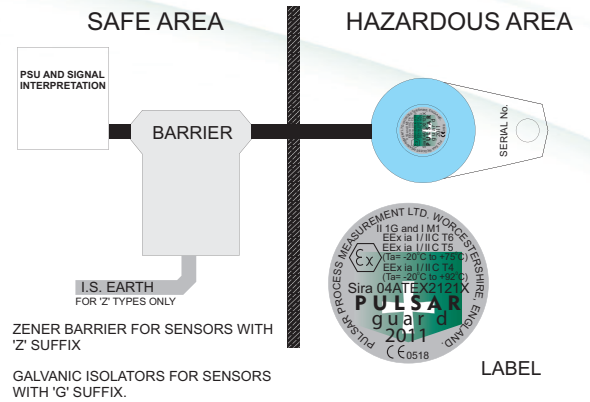 SAFE AREA
HAZARDOUS AREA
PSU AND SIGNAL
INTERPRETATION
BARRIER
SERIAL No.
I.S. EARTH
FOR 'Z' TYPES ONLY
ZENER BARRIER FOR SENSORS WITH
'Z' SUFFIX
GALVANIC ISOLATORS FOR SENSORS
WITH 'G' SUFFIX.
PULSAR PROCESS MEASUREMENT LTD. WORCESTERSHIRE, ENGLAND.
II 1G and I M1
EEx ia I/IIC T6
EEx ia I/IIC T5
(Ta= -20°C to +75°C)
EEx ia I/IIC T4
(Ta= -20°C to +92°C)
Ex
Sira 04ATEX2121X
PULSAR
guard
2011
CE 0518
LABEL